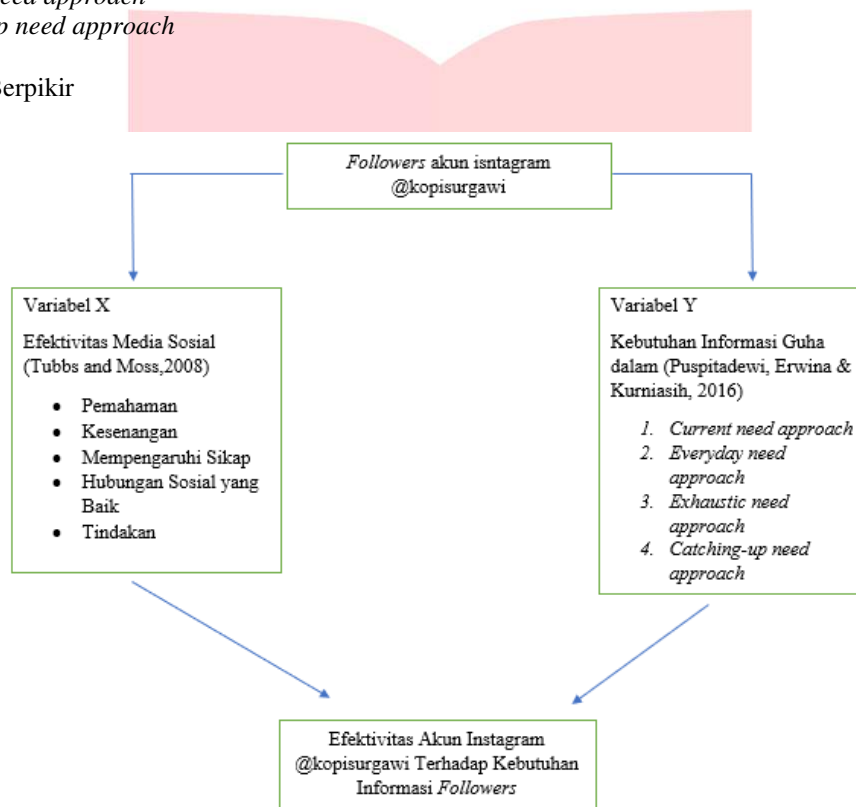 need approach
p need approach
Berpikir
Followers akun isntagram
@kopisurgawi
Variabel X
Efektivitas Media Sosial
(Tubbs and Moss,2008)
• Pemahaman
• Kesenangan
• Mempengaruhi Sikap
• Hubungan Sosial yang
Baik
• Tindakan
Variabel Y
Kebutuhan Informasi Guha
dalam (Puspitadewi, Erwina &
Kurniasih, 2016)
1. Current need approach
2. Everyday need
approach
3. Exhaustic need
approach
4. Catching-up need
approach
Efektivitas Akun Instagram
@kopisurgawi Terhadap Kebutuhan
Informasi Followers